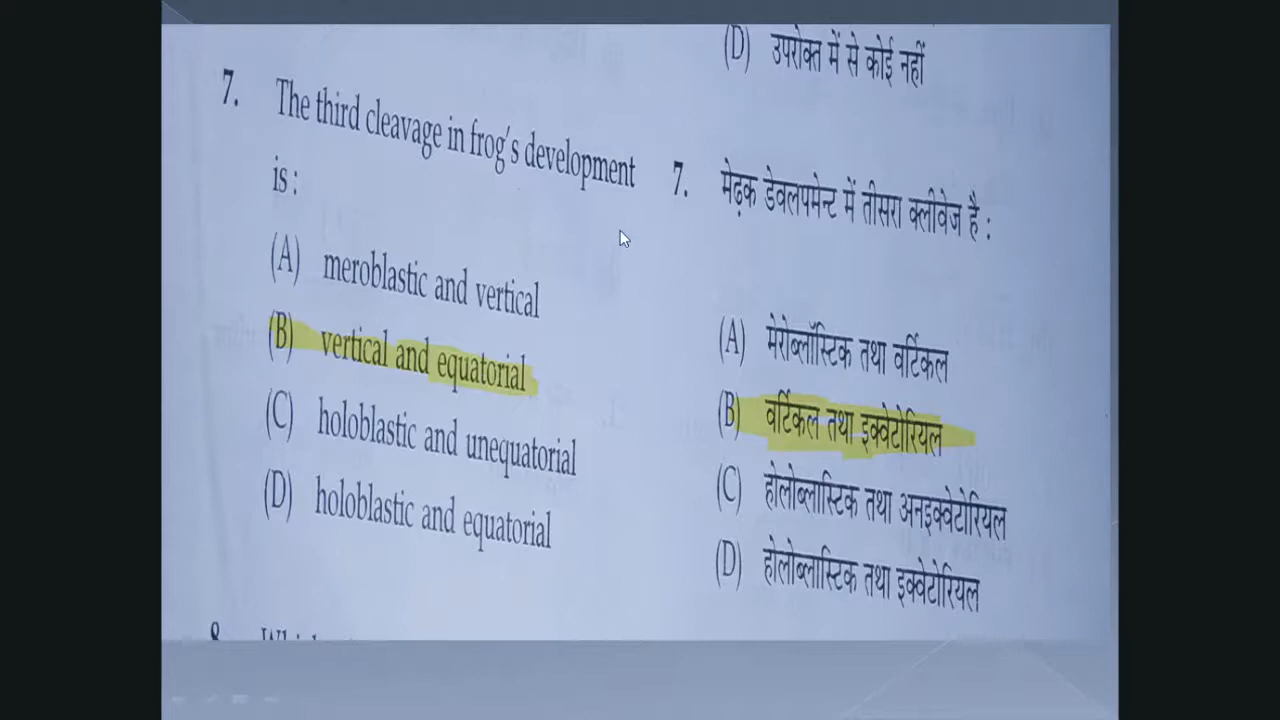 (D) उपरोक्त में से कोई नहीं
7. The third cleavage in frog's development
is :
(A) meroblastic and vertical
(B) vertical and equatorial
(C) holoblastic and unequatorial
(D) holoblastic and equatorial
7. मेढ़क डेवलपमेन्ट में तीसरा क्लीवेज है :
(A) मेरोब्लॉस्टिक तथा वर्टिकल
(B) वर्टिकल तथा इक्वेटोरियल
(C) होलोब्लास्टिक तथा अनइक्वेटोरियल
(D) होलोब्लास्टिक तथा इक्वेटोरियल
8.